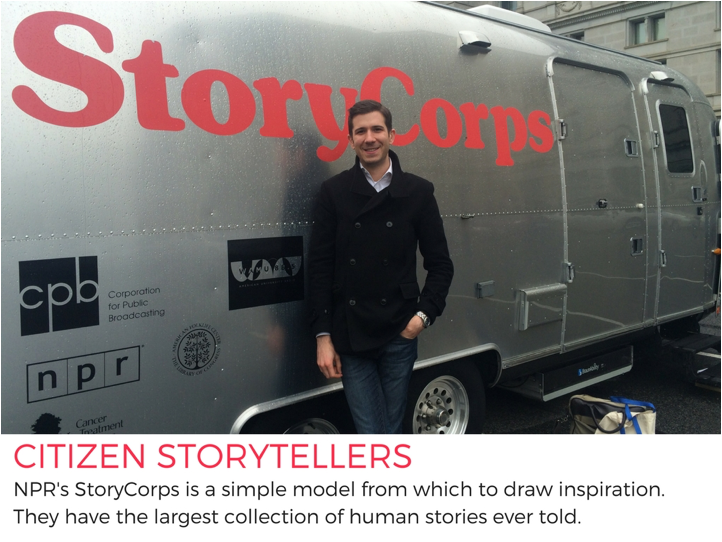 StoryCorps
cpb
Corporation
for Public
Broadcasting
npr
Cancer
Treatment
CITIZEN STORYTELLERS
NPR's StoryCorps is a simple model from which to draw inspiration.
They have the largest collection of human stories ever told.